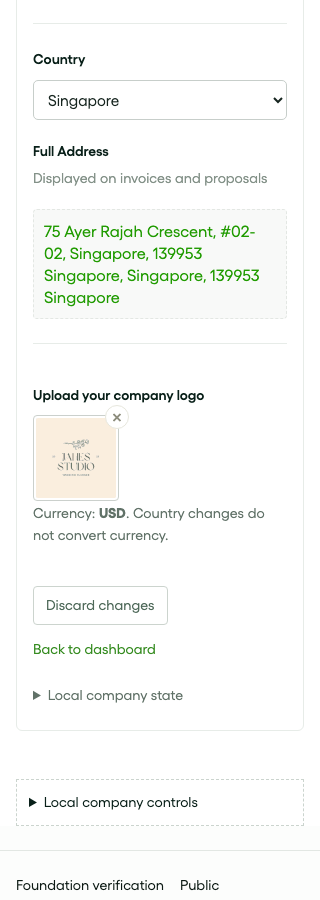 Country
Singapore
Full Address
Displayed on invoices and proposals
75 Ayer Rajah Crescent, #02-
02, Singapore, 139953
Singapore, Singapore, 139953
Singapore
Upload your company logo
JAMES
STUDIO
Currency: USD. Country changes do
not convert currency.
Discard changes
Back to dashboard
Local company state
Local company controls
Foundation verification Public